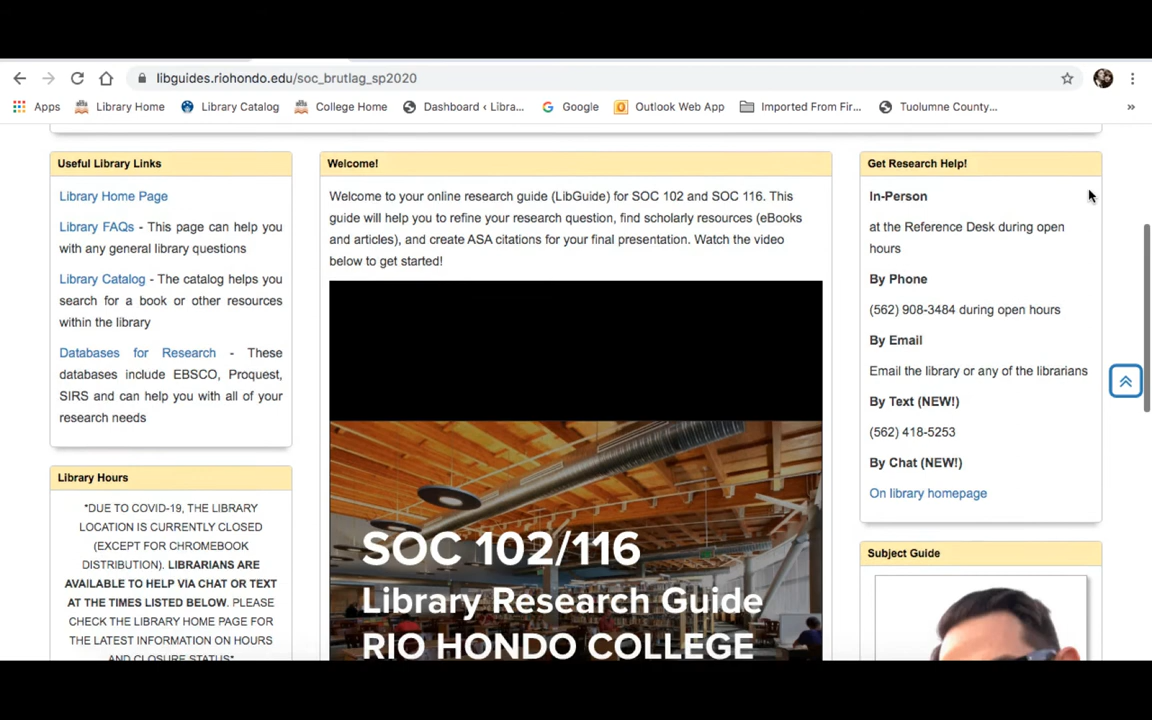 libguides.riohondo.edu/soc_brutlag_sp2020
Apps
Library Home
Library Catalog
College Home
Dashboard ‹ Libra...
Google
Outlook Web App
Imported From Fir...
Tuolumne County...
»
Useful Library Links
Library Home Page
Library FAQs - This page can help you
with any general library questions
Library Catalog - The catalog helps you
search for a book or other resources
within the library
Databases for Research - These
databases include EBSCO, Proquest,
SIRS and can help you with all of your
research needs
Library Hours
*DUE TO COVID-19, THE LIBRARY
LOCATION IS CURRENTLY CLOSED
(EXCEPT FOR CHROMEBOOK
DISTRIBUTION). LIBRARIANS ARE
AVAILABLE TO HELP VIA CHAT OR TEXT
AT THE TIMES LISTED BELOW. PLEASE
CHECK THE LIBRARY HOME PAGE FOR
THE LATEST INFORMATION ON HOURS
AND CLOSURE STATUS*
Welcome!
Welcome to your online research guide (LibGuide) for SOC 102 and SOC 116. This
guide will help you to refine your research question, find scholarly resources (eBooks
and articles), and create ASA citations for your final presentation. Watch the video
below to get started!
SOC 102/116
Library Research Guide
RIO HONDO COLLEGE
Get Research Help!
In-Person
at the Reference Desk during open
hours
By Phone
(562) 908-3484 during open hours
By Email
Email the library or any of the librarians
By Text (NEW!)
(562) 418-5253
By Chat (NEW!)
On library homepage
Subject Guide